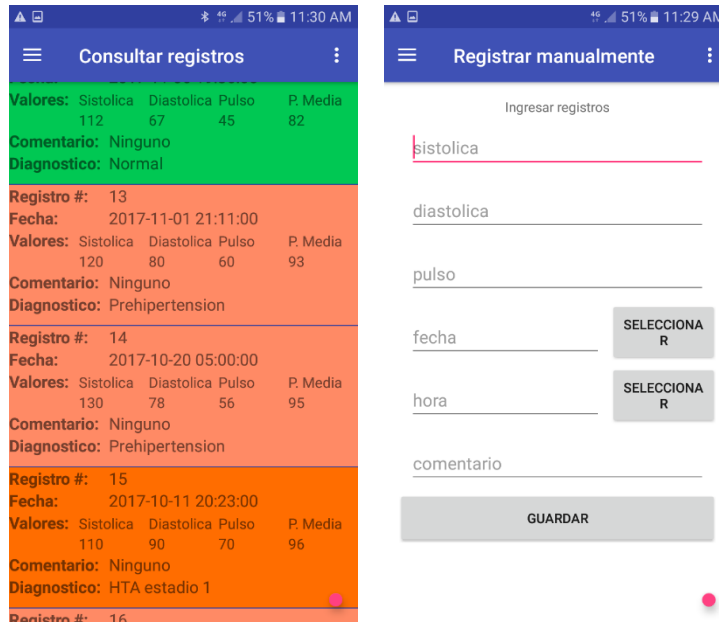 51% 11:30 AM
Consultar registros
Valores: Sistolica Diastolica Pulso P. Media
112 67 45 82
Comentario: Ninguno
Diagnostico: Normal
Registro #: 13
Fecha: 2017-11-01 21:11:00
Valores: Sistolica Diastolica Pulso P. Media
120 80 60 93
Comentario: Ninguno
Diagnostico: Prehipertension
Registro #: 14
Fecha: 2017-10-20 05:00:00
Valores: Sistolica Diastolica Pulso P. Media
130 78 56 95
Comentario: Ninguno
Diagnostico: Prehipertension
Registro #: 15
Fecha: 2017-10-11 20:23:00
Valores: Sistolica Diastolica Pulso P. Media
110 90 70 96
Comentario: Ninguno
Diagnostico: HTA estadio 1
Registro #: 16
51% 11:29 AM
Registrar manualmente
Ingresar registros
sistolica
diastolica
pulso
fecha
SELECCIONA
R
hora
SELECCIONA
R
comentario
GUARDAR